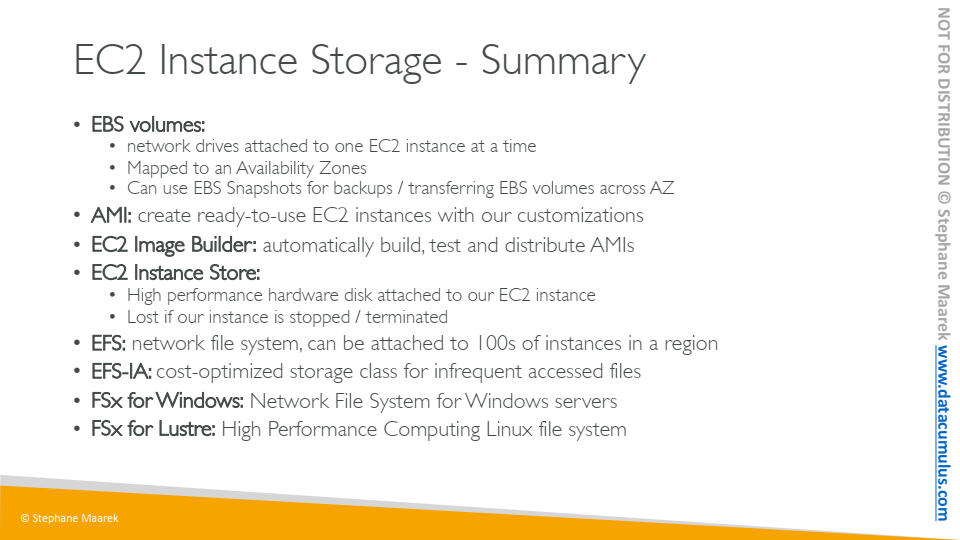 EC2 Instance Storage - Summary
• EBS volumes:
• network drives attached to one EC2 instance at a time
• Mapped to an Availability Zones
• Can use EBS Snapshots for backups / transferring EBS volumes across AZ
• AMI: create ready-to-use EC2 instances with our customizations
• EC2 Image Builder: automatically build, test and distribute AMIs
• EC2 Instance Store:
• High performance hardware disk attached to our EC2 instance
• Lost if our instance is stopped / terminated
• EFS: network file system, can be attached to 100s of instances in a region
• EFS-IA: cost-optimized storage class for infrequent accessed files
• FSx for Windows: Network File System for Windows servers
• FSx for Lustre: High Performance Computing Linux file system
© Stephane Maarek
NOT FOR DISTRIBUTION © Stephane Maarek www.datacumulus.com